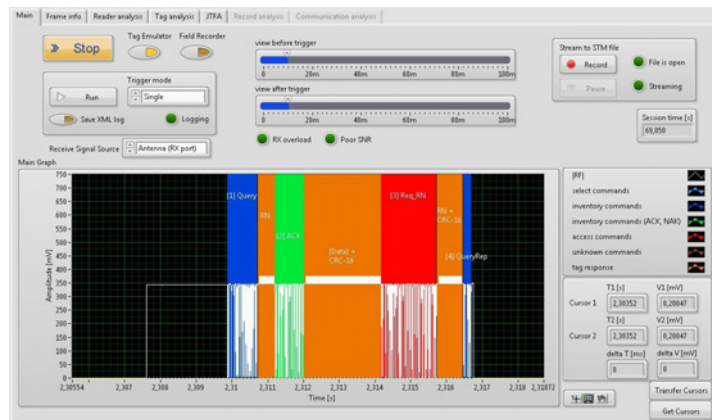 Main Frame info Reader analysis Tag analysis JTFA Record analysis Communication analysis
Stop
Tag Emulator Field Recorder
Trigger mode
Run
Single
Save XML log
Logging
Receive Signal Source
Antenna (RX port)
view before trigger
0 20m 40m 60m 80m 100m
view after trigger
0 20m 40m 60m 80m 100m
RX overload
Poor SNR
Stream to STM file
Record
File is open
Pause
Streaming
Session time [s]
69,050
Main Graph
Amplitude [mV]
750
700
650
600
550
500
450
400
350
300
250
200
150
100
50
0
[1] Query
RN
[2] ACK
[Data] +
CRC-16
[3] Req_RN
RN +
CRC-16
[4] QueryRep
2,30554 2,307 2,308 2,309 2,31 2,311 2,312 2,313 2,314 2,315 2,316 2,317 2,31872
Time [s]
|RF|
select commands
inventory commands
inventory commands (ACK, NAK)
access commands
unknown commands
tag response
T1 [s] V1 [mV]
Cursor 1 2,30352 0,20047
T2 [s] V2 [mV]
Cursor 2 2,30352 0,20047
delta T [ms] delta V [mV]
0 0
Transfer Cursors
Get Cursors